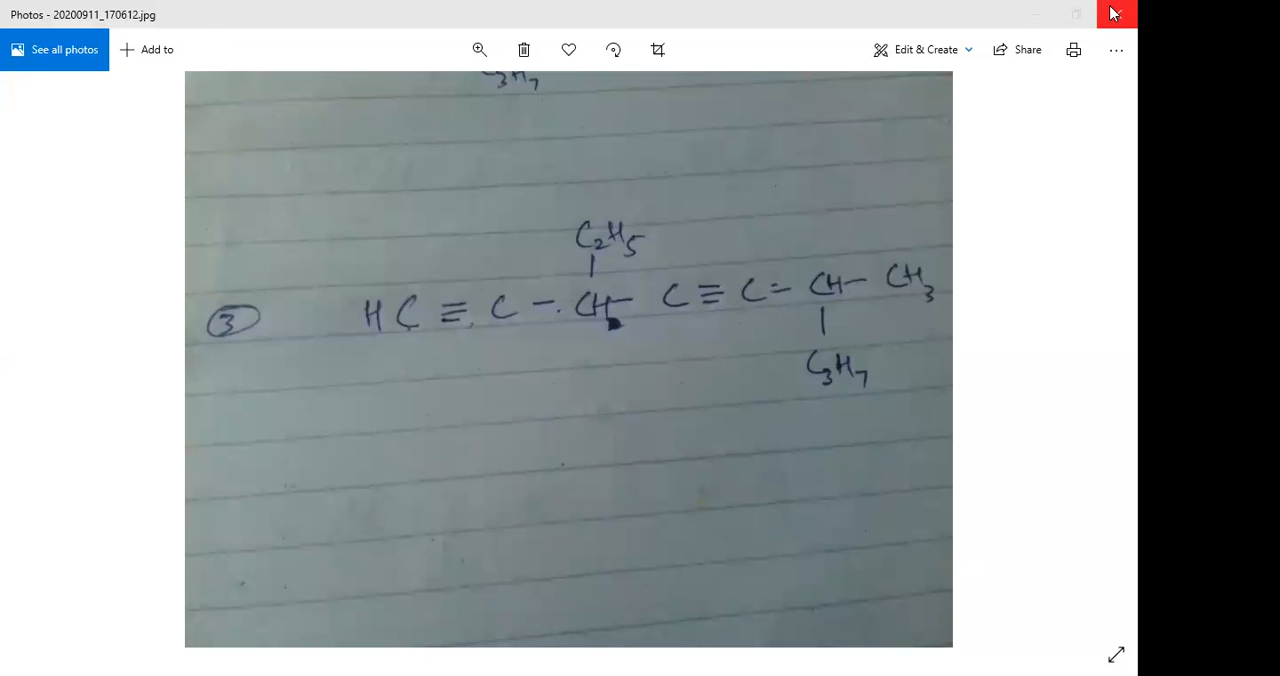 Photos - 20200911_170612.jpg
See all photos
Add to
Edit & Create
Share
C3H7
C2H5
③ HC ≡ C - CH - C ≡ C = CH - CH3
C3H7